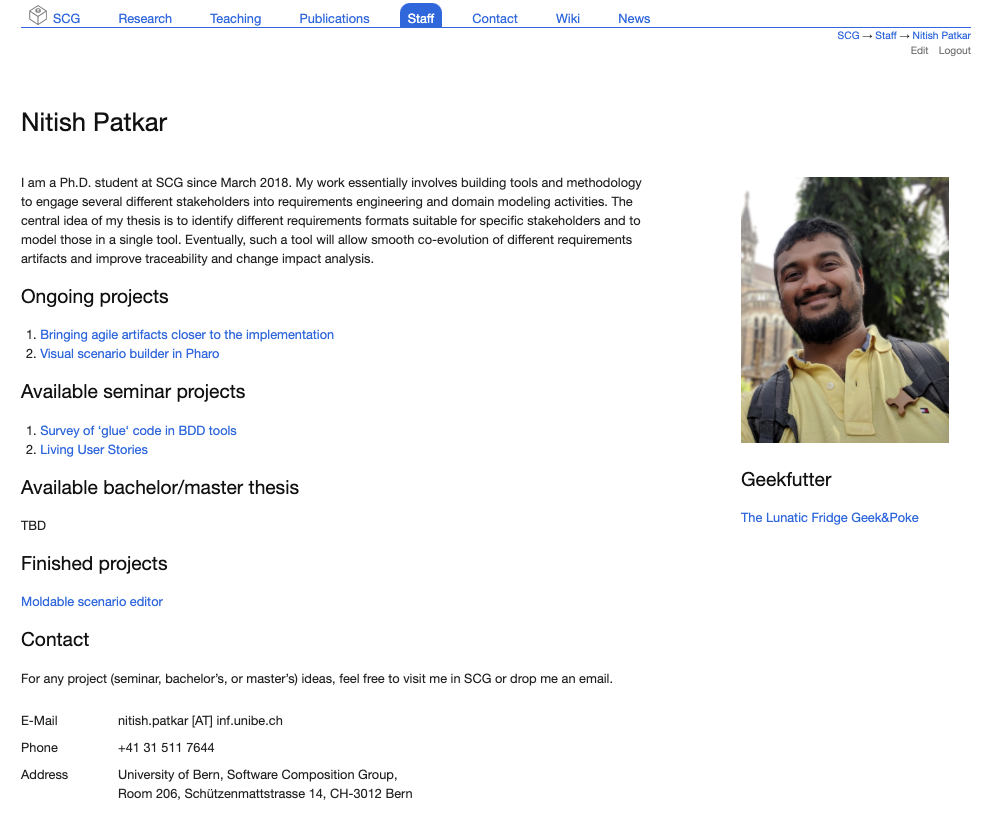 SCG Research Teaching Publications Staff Contact Wiki News
SCG → Staff → Nitish Patkar
Edit Logout
Nitish Patkar
I am a Ph.D. student at SCG since March 2018. My work essentially involves building tools and methodology
to engage several different stakeholders into requirements engineering and domain modeling activities. The
central idea of my thesis is to identify different requirements formats suitable for specific stakeholders and to
model those in a single tool. Eventually, such a tool will allow smooth co-evolution of different requirements
artifacts and improve traceability and change impact analysis.
Ongoing projects
1. Bringing agile artifacts closer to the implementation
2. Visual scenario builder in Pharo
Available seminar projects
1. Survey of 'glue' code in BDD tools
2. Living User Stories
Available bachelor/master thesis
TBD
Finished projects
Moldable scenario editor
Contact
For any project (seminar, bachelor's, or master's) ideas, feel free to visit me in SCG or drop me an email.
E-Mail nitish.patkar [AT] inf.unibe.ch
Phone +41 31 511 7644
Address University of Bern, Software Composition Group,
Room 206, Schützenmattstrasse 14, CH-3012 Bern
Geekfutter
The Lunatic Fridge Geek&Poke